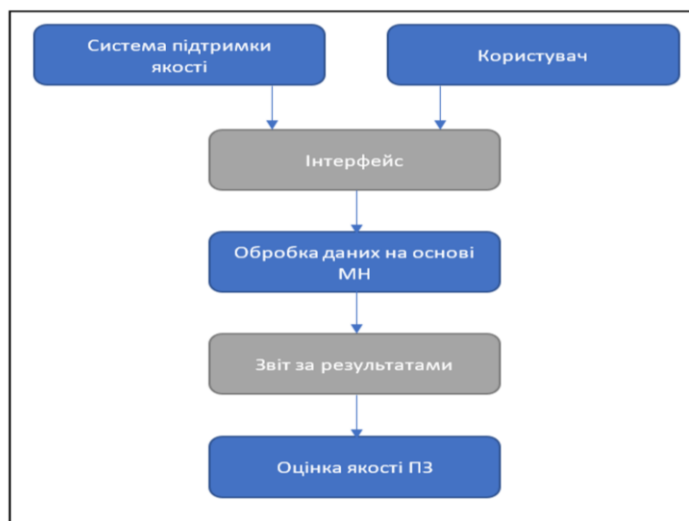 Система підтримки
якості
Користувач
Інтерфейс
Обробка даних на основі
МН
Звіт за результатами
Оцінка якості ПЗ